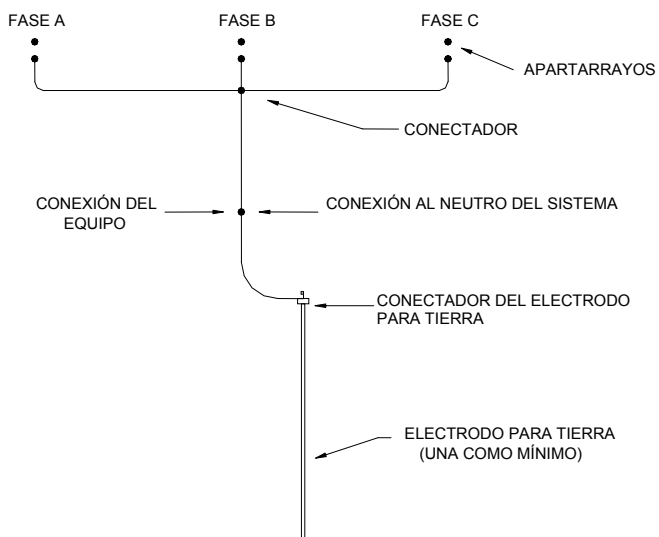 FASE A
FASE B
FASE C
APARTARRAYOS
CONECTADOR
CONEXIÓN DEL
EQUIPO
CONEXIÓN AL NEUTRO DEL SISTEMA
CONECTADOR DEL ELECTRODO
PARA TIERRA
ELECTRODO PARA TIERRA
(UNA COMO MÍNIMO)